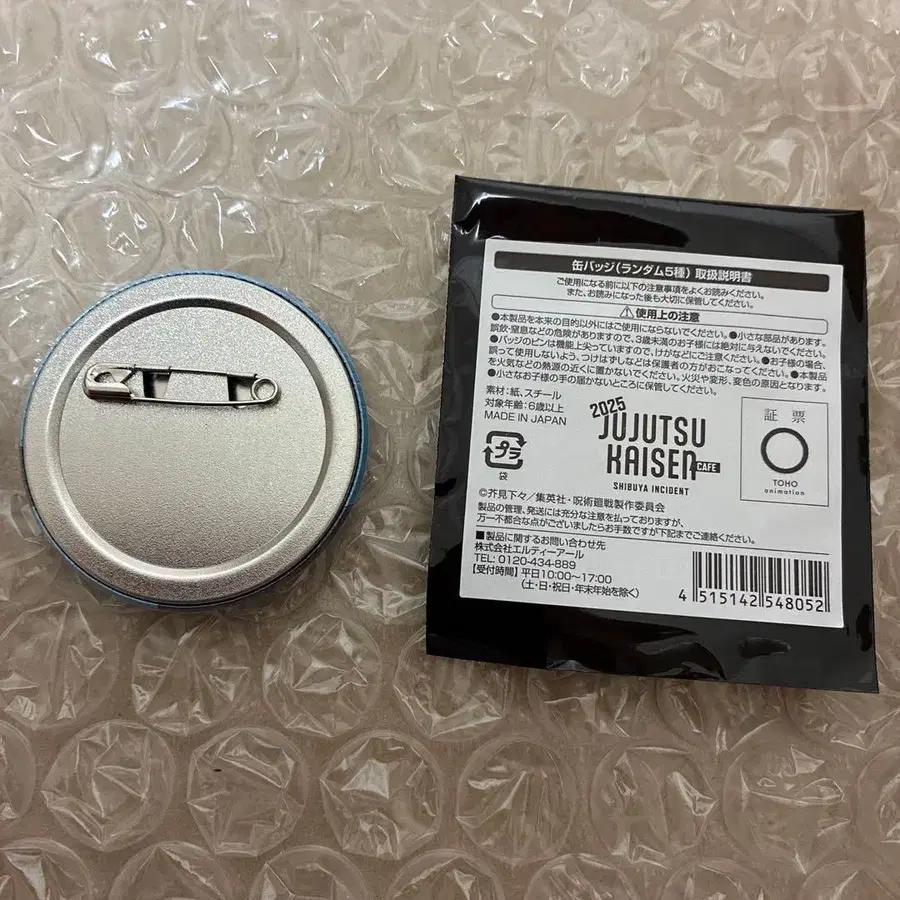 缶バッジ(ランダム5種) 取扱説明書
ご使用になる前に以下の注意事項をよくお読みください。
また、お読みになった後も大切に保管してください。
⚠使用上の注意
●本製品を本来の目的以外にはご使用にならないでください。●小さな部品があります。
誤飲・窒息などの危険がありますので、3歳未満のお子様には絶対に与えないでください。
●バッジのピンは機能上尖っていますので、けがなどにご注意ください。●お子様の場合、
誤って使用しないよう、つけはずしなどは保護者の方がおこなってください。●本製品
を火気などの熱源の近くに置かないでください。火災や変形、変色の原因となります。
●小さなお子様の手の届かないところに保管してください。
素材:紙、スチール
対象年齢:6歳以上
MADE IN JAPAN
プラ
袋
2025
JUJUTSU
KAISEN CAFE
SHIBUYA INCIDENT
証 票
TOHO
animation
©芥見下々/集英社・呪術廻戦製作委員会
製品の管理、発送には充分な注意を払っておりますが、
万一不都合な点がございましたらお手数ですが下記までご連絡ください。
■製品に関するお問い合わせ先
株式会社エルティーアール
TEL: 0120-434-889
【受付時間】平日10:00～17:00
(土・日・祝日・年末年始を除く)
4 515142 548052